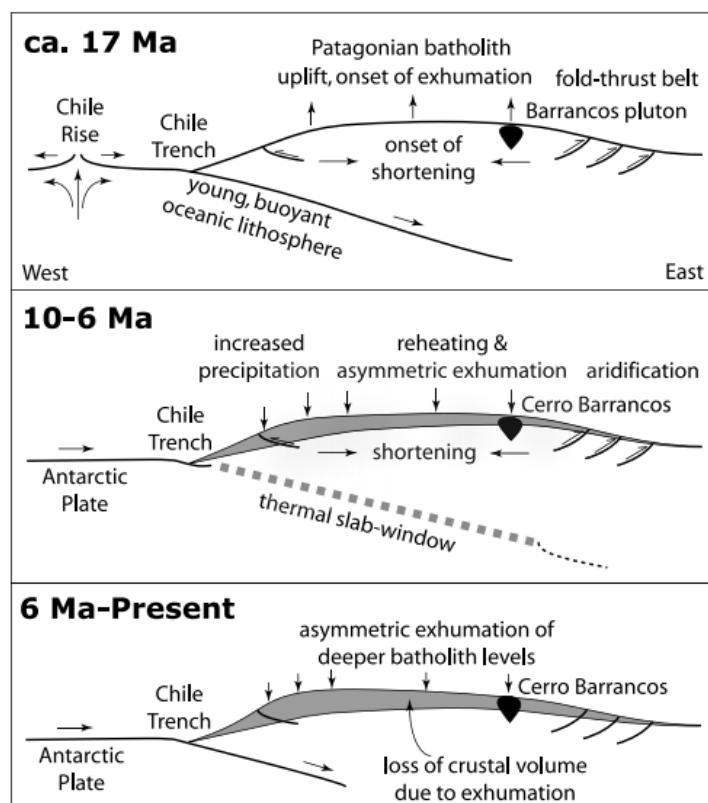 ca. 17 Ma
Patagonian batholith
uplift, onset of exhumation
fold-thrust belt
Chile
Rise
Chile
Trench
Barrancos pluton
onset of
shortening
young, buoyant
oceanic lithosphere
West
East
10-6 Ma
increased
precipitation
reheating &
asymmetric exhumation
aridification
Chile
Trench
Cerro Barrancos
shortening
Antarctic
Plate
thermal slab-window
6 Ma-Present
asymmetric exhumation of
deeper batholith levels
Chile
Trench
Cerro Barrancos
Antarctic
Plate
loss of crustal volume
due to exhumation